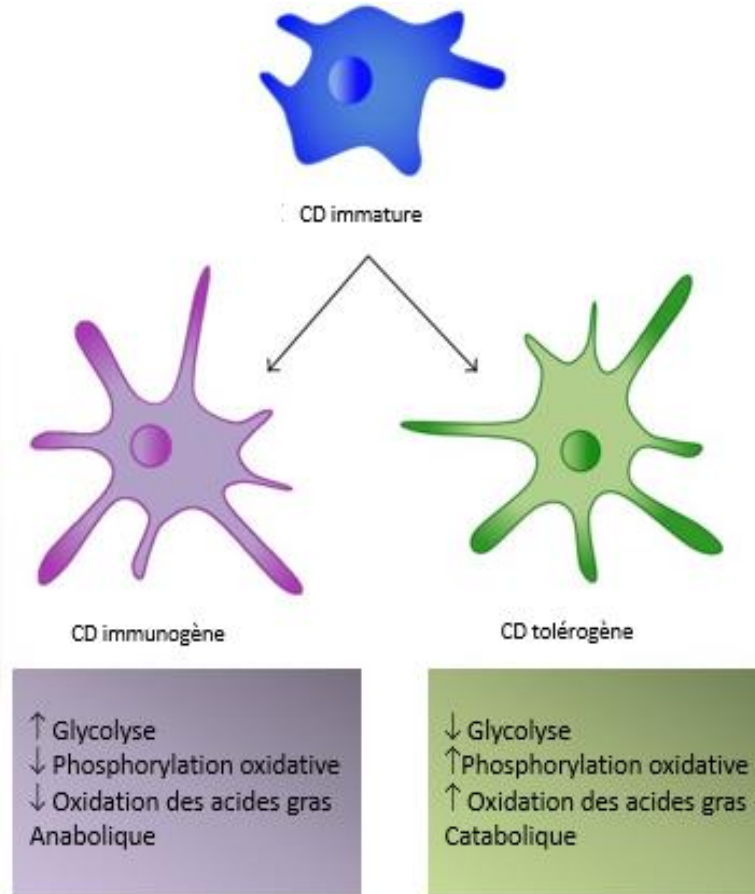 CD immature
CD immunogène
CD tolérogène
↑ Glycolyse
↓ Phosphorylation oxidative
↓ Oxidation des acides gras
Anabolique
↓ Glycolyse
↑Phosphorylation oxidative
↑ Oxidation des acides gras
Catabolique